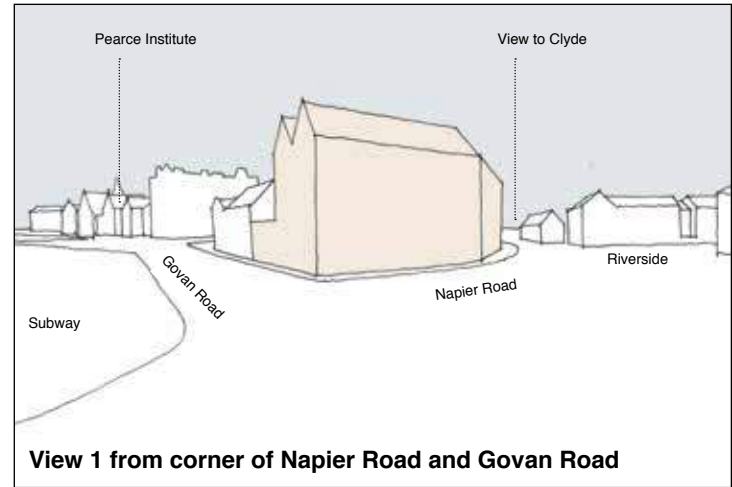 Pearce Institute
View to Clyde
Govan Road
Napier Road
Riverside
Subway
View 1 from corner of Napier Road and Govan Road